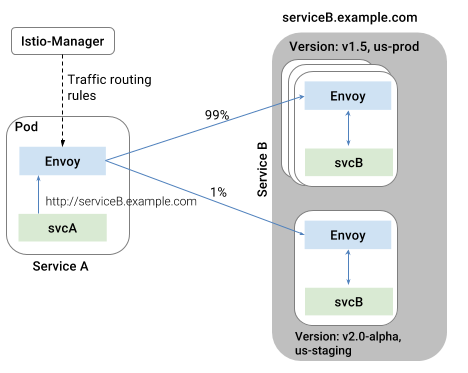 serviceB.example.com
Istio-Manager
Version: v1.5, us-prod
Traffic routing
rules
Envoy
99%
Pod
Envoy
svcB
Service B
1%
http://serviceB.example.com
svcA
Envoy
Service A
svcB
Version: v2.0-alpha,
us-staging